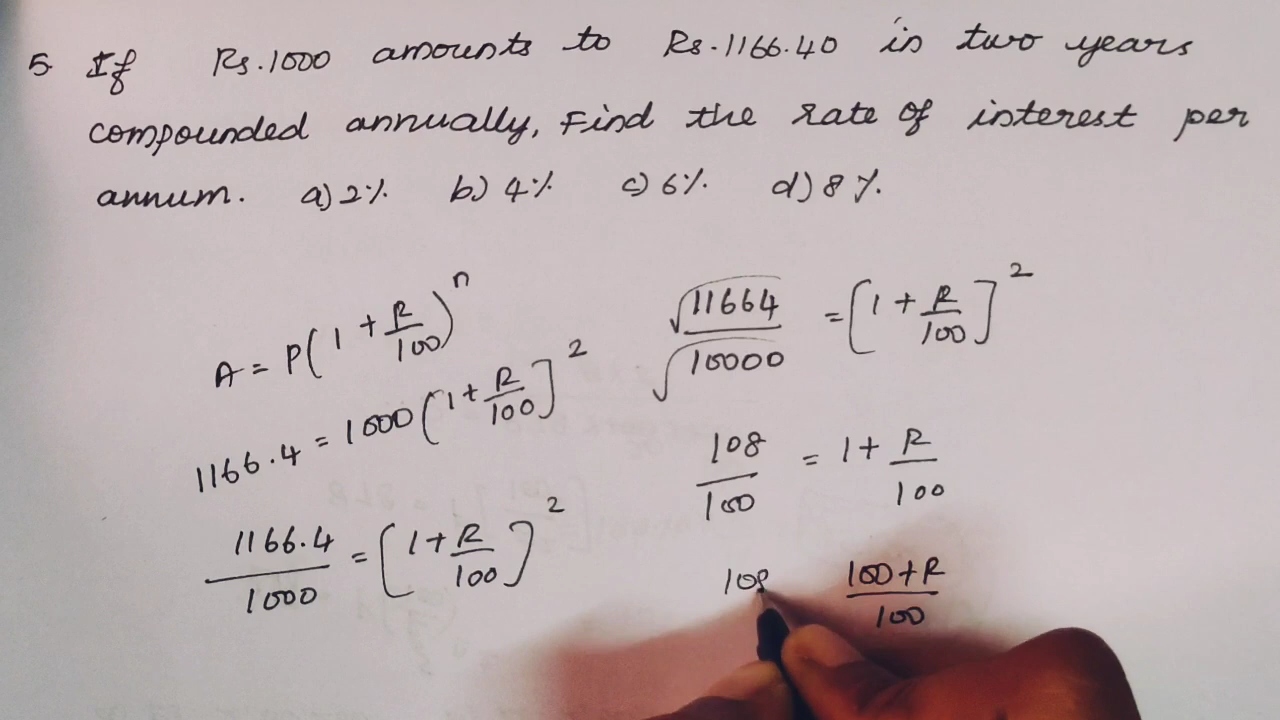 5. If Rs.1000 amounts to Rs.1166.40 in two years
compounded annually, Find the rate of interest per
annum. a) 2% b) 4% c) 6% d) 8%.
A = P(1 + R/100)^n
1166.4 = 1000(1 + R/100]^2
1166.4/1000 = [1 + R/100]^2
√11664/√10000 = [1 + R/100]^2
108/100 = 1 + R/100
108 100 + R/100